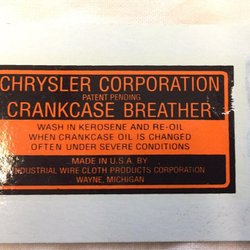 CHRYSLER CORPORATION
PATENT PENDING
CRANKCASE BREATHER
WASH IN KEROSENE AND RE-OIL
WHEN CRANKCASE OIL IS CHANGED
OFTEN UNDER SEVERE CONDITIONS
MADE IN U.S.A. BY
INDUSTRIAL WIRE CLOTH PRODUCTS CORPORATION
WAYNE, MICHIGAN